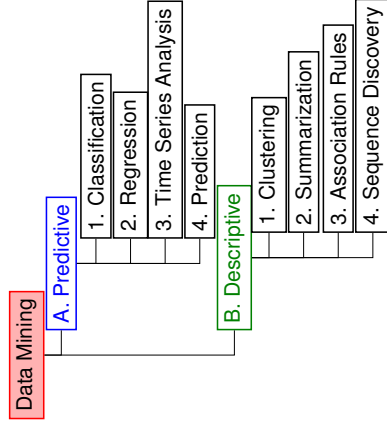 Data Mining
A. Predictive
1. Classification
2. Regression
3. Time Series Analysis
4. Prediction
B. Descriptive
1. Clustering
2. Summarization
3. Association Rules
4. Sequence Discovery